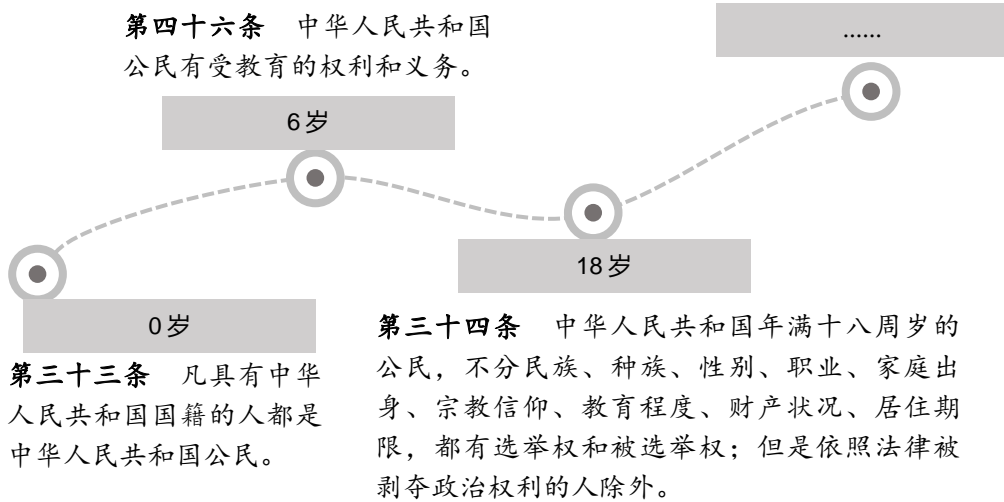 第四十六条 中华人民共和国
公民有受教育的权利和义务。
......
6岁
18岁
0岁
第三十三条 凡具有中华
人民共和国国籍的人都是
中华人民共和国公民。
第三十四条 中华人民共和国年满十八周岁的
公民，不分民族、种族、性别、职业、家庭出
身、宗教信仰、教育程度、财产状况、居住期
限，都有选举权和被选举权；但是依照法律被
剥夺政治权利的人除外。